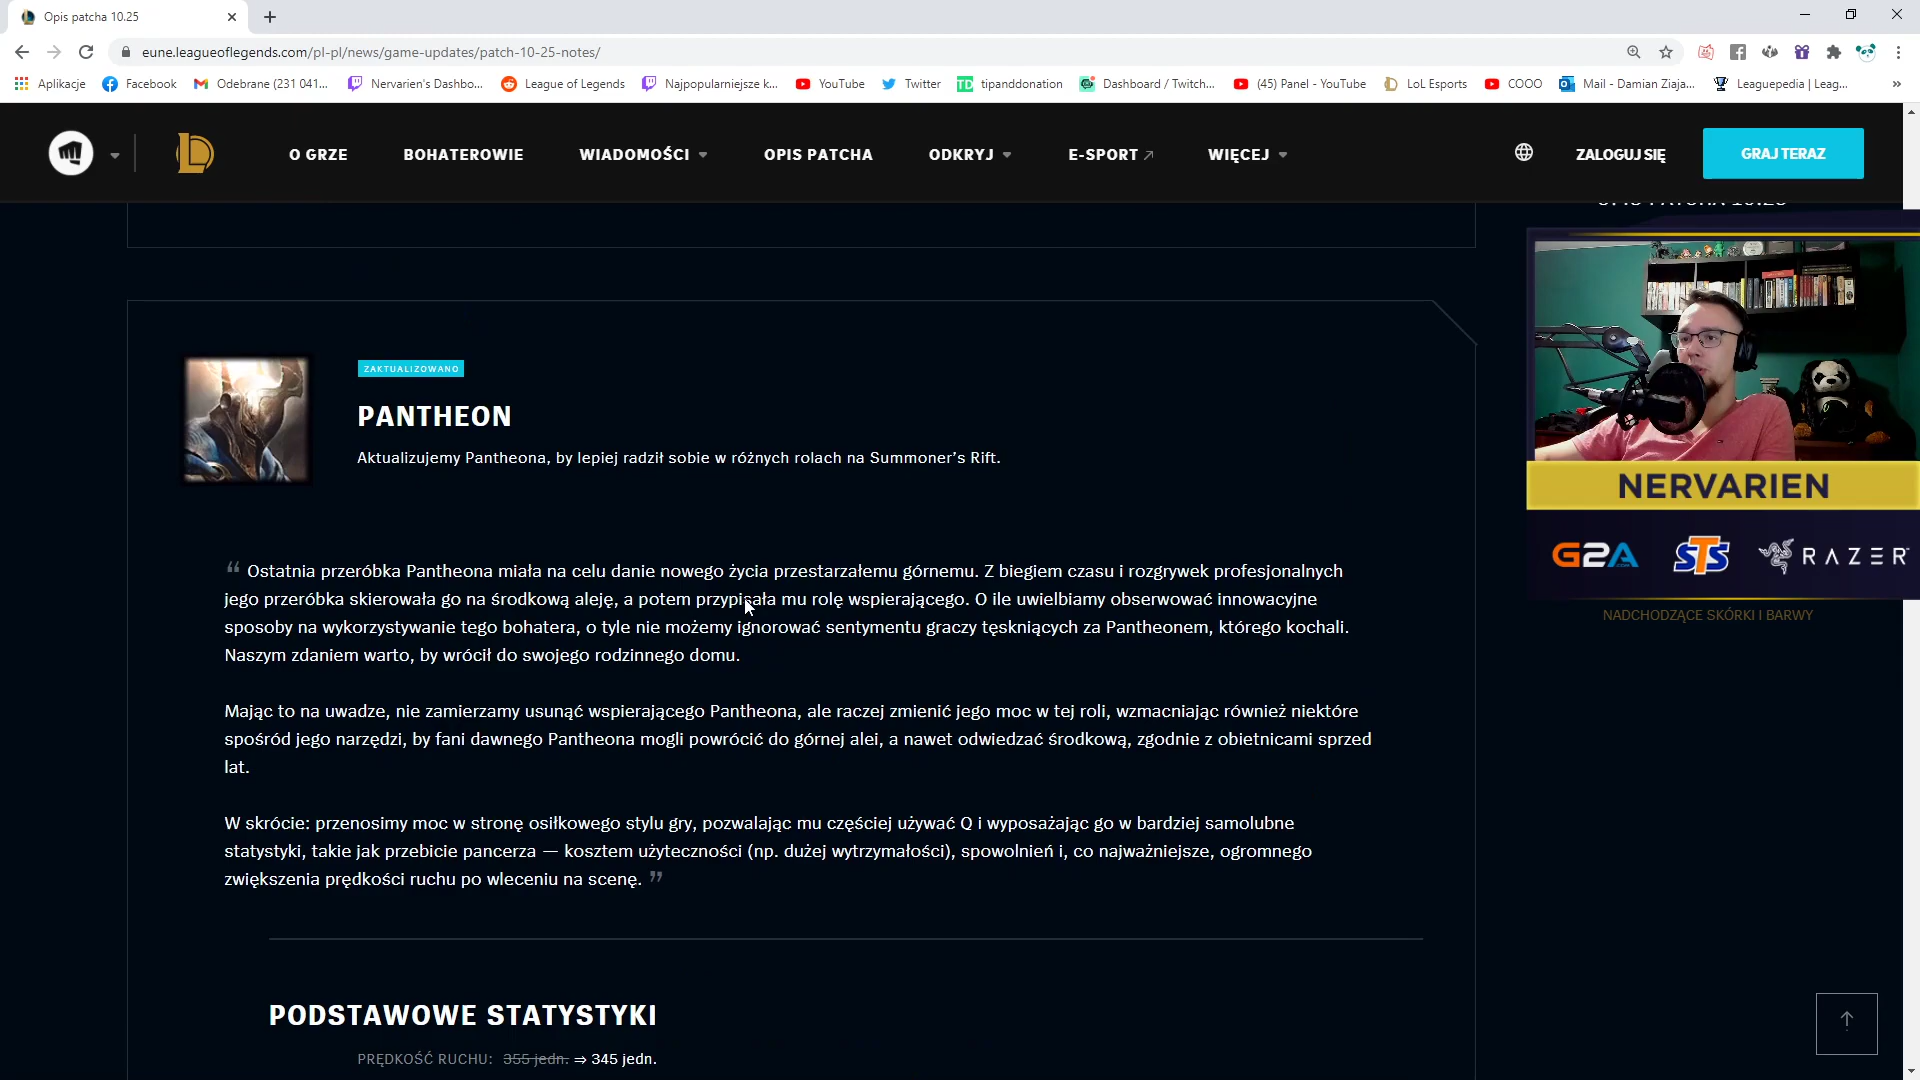 Opis patcha 10.25
eune.leagueoflegends.com/pl-pl/news/game-updates/patch-10-25-notes/
Aplikacje Facebook Odebrane (231 041... Nervarien's Dashbo... League of Legends Najpopularniejsze k... YouTube Twitter tipanddonation Dashboard / Twitch... (45) Panel - YouTube LoL Esports COOO Mail - Damian Ziaja... Leaguepedia | Leag... »
O GRZE BOHATEROWIE WIADOMOŚCI OPIS PATCHA ODKRYJ E-SPORT WIĘCEJ ZALOGUJ SIĘ GRAJ TERAZ
ZAKTUALIZOWANO
PANTHEON
Aktualizujemy Pantheona, by lepiej radził sobie w różnych rolach na Summoner's Rift.
“ Ostatnia przeróbka Pantheona miała na celu danie nowego życia przestarzałemu górnemu. Z biegiem czasu i rozgrywek profesjonalnych
jego przeróbka skierowała go na środkową aleję, a potem przypisała mu rolę wspierającego. O ile uwielbiamy obserwować innowacyjne
sposoby na wykorzystywanie tego bohatera, o tyle nie możemy ignorować sentymentu graczy tęskniących za Pantheonem, którego kochali.
Naszym zdaniem warto, by wrócił do swojego rodzinnego domu.
Mając to na uwadze, nie zamierzamy usunąć wspierającego Pantheona, ale raczej zmienić jego moc w tej roli, wzmacniając również niektóre
spośród jego narzędzi, by fani dawnego Pantheona mogli powrócić do górnej alei, a nawet odwiedzać środkową, zgodnie z obietnicami sprzed
lat.
W skrócie: przenosimy moc w stronę osiłkowego stylu gry, pozwalając mu częściej używać Q i wyposażając go w bardziej samolubne
statystyki, takie jak przebicie pancerza — kosztem użyteczności (np. dużej wytrzymałości), spowolnień i, co najważniejsze, ogromnego
zwiększenia prędkości ruchu po wleceniu na scenę. ”
PODSTAWOWE STATYSTYKI
PRĘDKOŚĆ RUCHU: 355 jedn. ⇒ 345 jedn.
NERVARIEN
G2A STS RAZER
NADCHODZĄCE SKÓRKI I BARWY